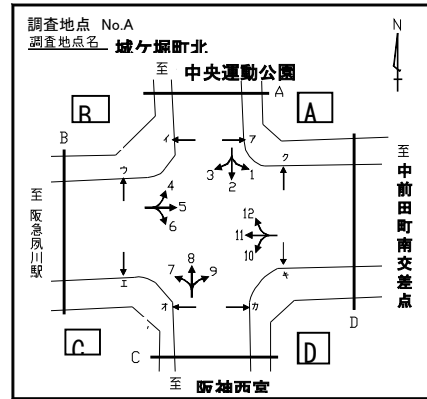 調査地点 No.A
調査地点名 城ケ堀町北
N
至
中央運動公園
A
B
A
B
イ
ア
ウ
ク
3
2
1
至
中前田町南交差点
4
5
6
12
11
10
至
阪急夙川駅
8
7
9
エ
キ
オ
カ
C
D
D
C
至
阪神西宮